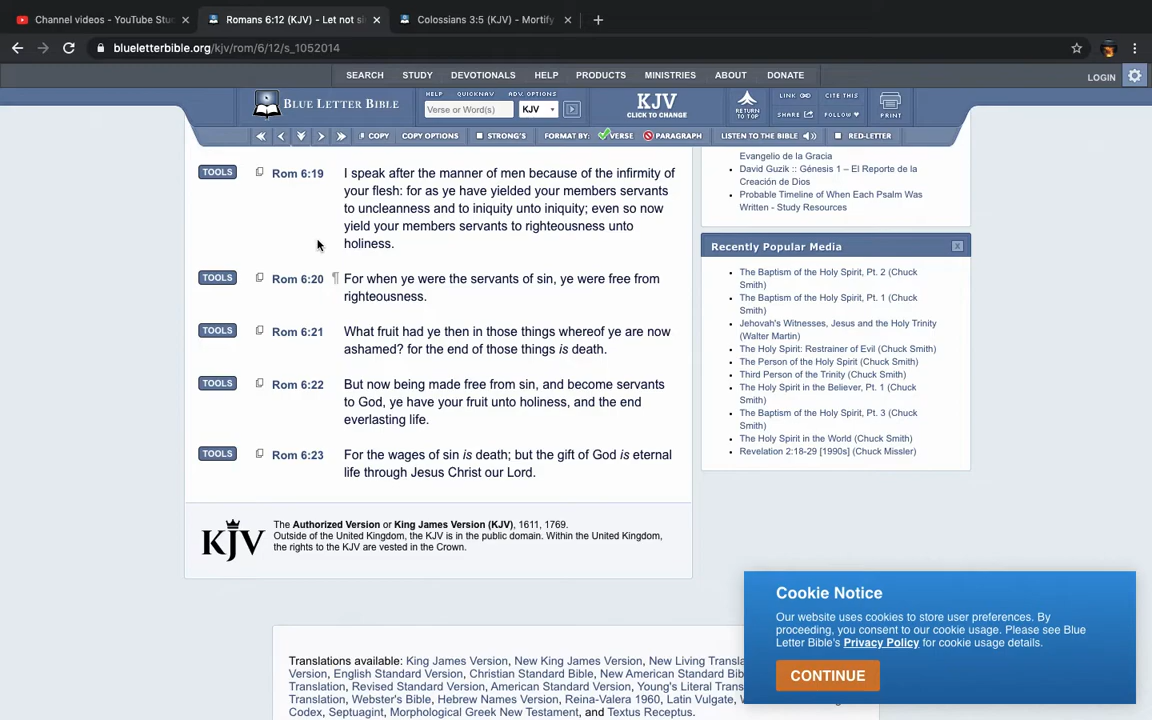 Channel videos - YouTube Stu
Romans 6:12 (KJV) - Let not si
Colossians 3:5 (KJV) - Mortify
blueletterbible.org/kjv/rom/6/12/s_1052014
SEARCH STUDY DEVOTIONALS HELP PRODUCTS MINISTRIES ABOUT DONATE
LOGIN
BLUE LETTER BIBLE
HELP QUICKNAV ADV. OPTIONS
Verse or Word(s) KJV
KJV
CLICK TO CHANGE
RETURN
TO TOP
LINK CITE THIS
SHARE FOLLOW
PRINT
COPY COPY OPTIONS STRONG'S FORMAT BY: VERSE PARAGRAPH LISTEN TO THE BIBLE RED-LETTER
TOOLS Rom 6:19 I speak after the manner of men because of the infirmity of
your flesh: for as ye have yielded your members servants
to uncleanness and to iniquity unto iniquity; even so now
yield your members servants to righteousness unto
holiness.
TOOLS Rom 6:20 ¶ For when ye were the servants of sin, ye were free from
righteousness.
TOOLS Rom 6:21 What fruit had ye then in those things whereof ye are now
ashamed? for the end of those things is death.
TOOLS Rom 6:22 But now being made free from sin, and become servants
to God, ye have your fruit unto holiness, and the end
everlasting life.
TOOLS Rom 6:23 For the wages of sin is death; but the gift of God is eternal
life through Jesus Christ our Lord.
KJV
The Authorized Version or King James Version (KJV), 1611, 1769.
Outside of the United Kingdom, the KJV is in the public domain. Within the United Kingdom,
the rights to the KJV are vested in the Crown.
Evangelio de la Gracia
David Guzik :: Génesis 1 – El Reporte de la
Creación de Dios
Probable Timeline of When Each Psalm Was
Written - Study Resources
Recently Popular Media x
The Baptism of the Holy Spirit, Pt. 2 (Chuck
Smith)
The Baptism of the Holy Spirit, Pt. 1 (Chuck
Smith)
Jehovah's Witnesses, Jesus and the Holy Trinity
(Walter Martin)
The Holy Spirit: Restrainer of Evil (Chuck Smith)
The Person of the Holy Spirit (Chuck Smith)
Third Person of the Trinity (Chuck Smith)
The Holy Spirit in the Believer, Pt. 1 (Chuck
Smith)
The Baptism of the Holy Spirit, Pt. 3 (Chuck
Smith)
The Holy Spirit in the World (Chuck Smith)
Revelation 2:18-29 [1990s] (Chuck Missler)
Translations available: King James Version, New King James Version, New Living Transla
Version, English Standard Version, Christian Standard Bible, New American Standard Bib
Translation, Revised Standard Version, American Standard Version, Young's Literal Trans
Translation, Webster's Bible, Hebrew Names Version, Reina-Valera 1960, Latin Vulgate,
Codex, Septuagint, Morphological Greek New Testament, and Textus Receptus.
Cookie Notice
Our website uses cookies to store user preferences. By
proceeding, you consent to our cookie usage. Please see Blue
Letter Bible's Privacy Policy for cookie usage details.
CONTINUE